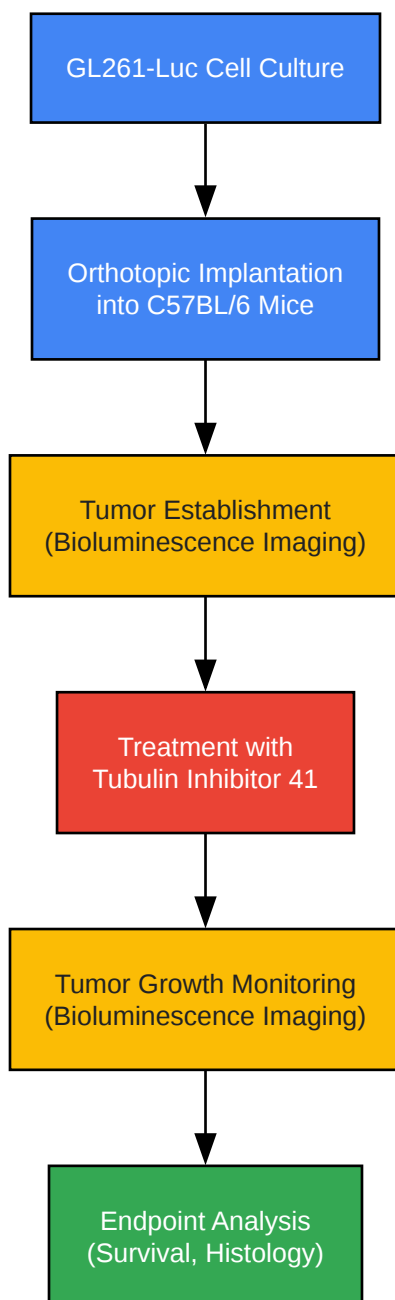 GL261-Luc Cell Culture
Orthotopic Implantation
into C57BL/6 Mice
Tumor Establishment
(Bioluminescence Imaging)
Treatment with
Tubulin Inhibitor 41
Tumor Growth Monitoring
(Bioluminescence Imaging)
Endpoint Analysis
(Survival, Histology)